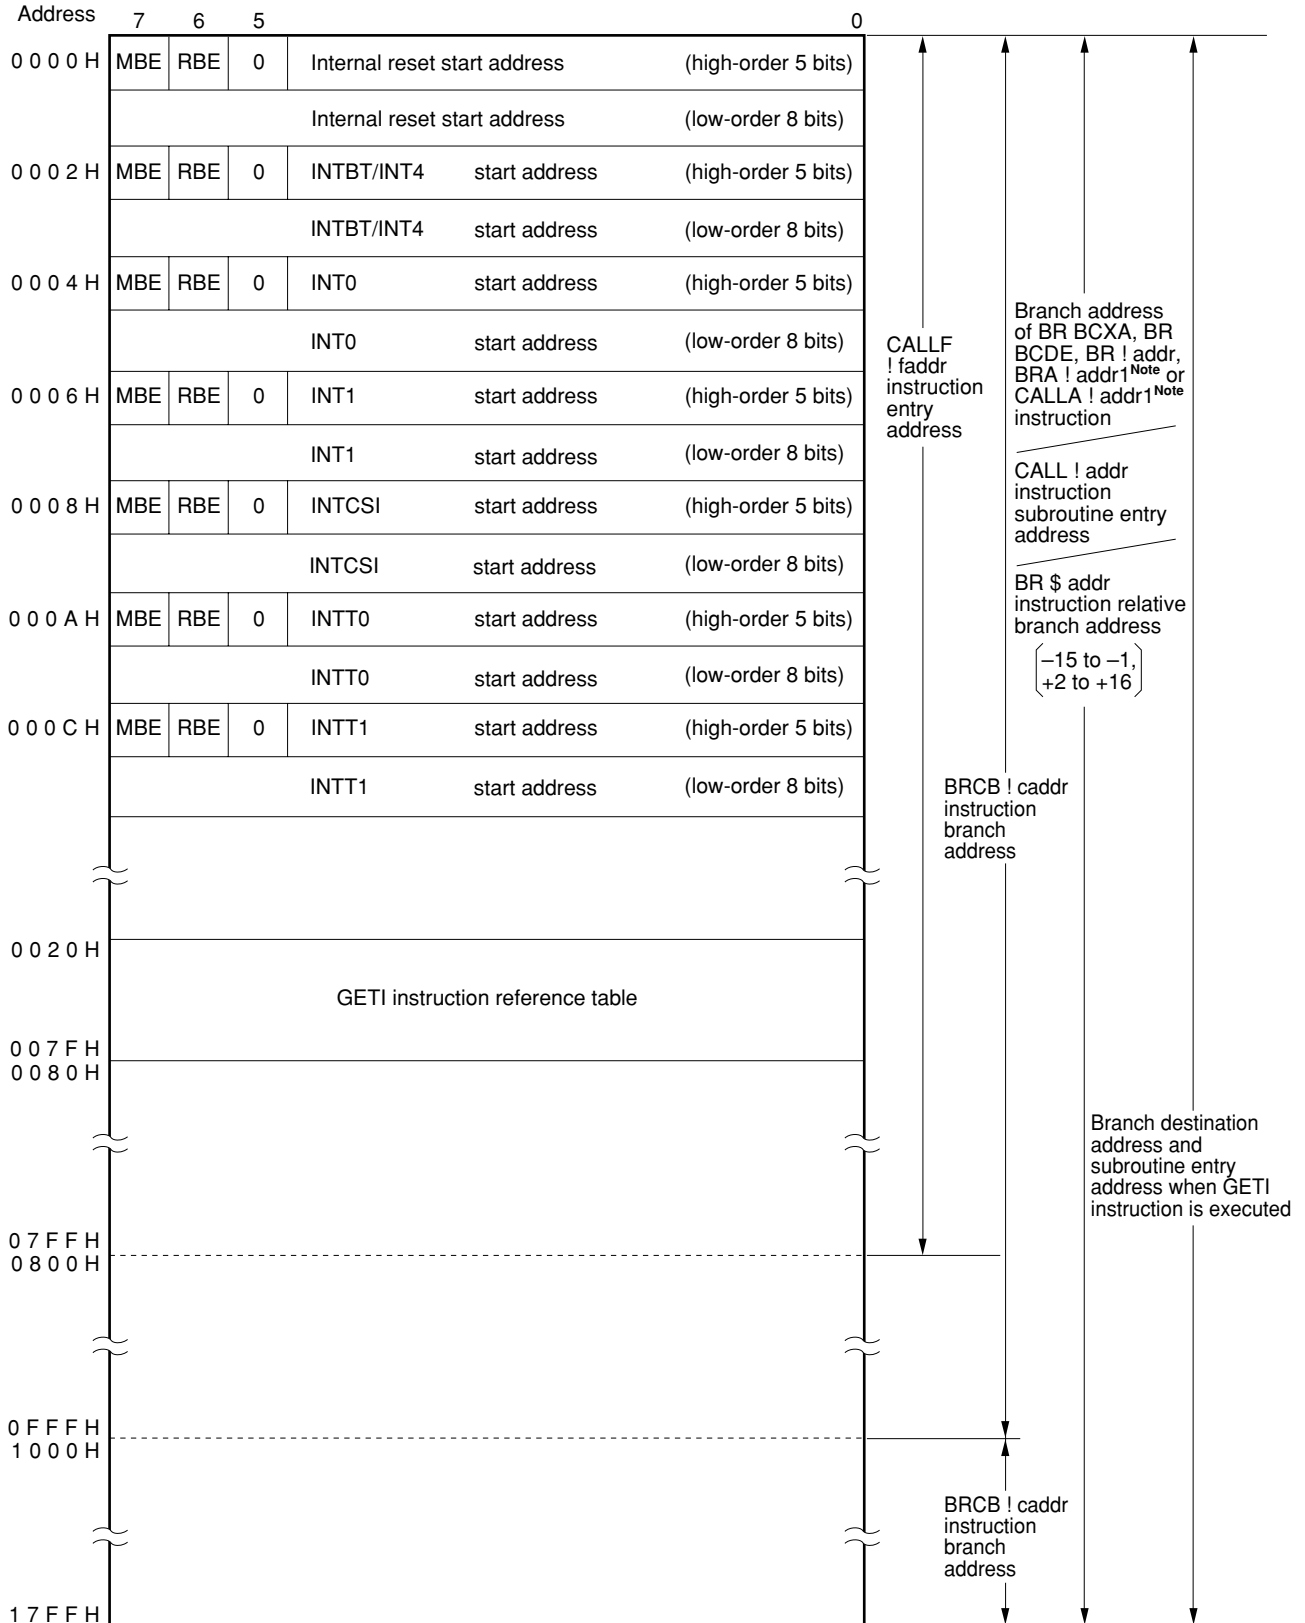 Address 7 6 5 0
0000H MBE RBE 0 Internal reset start address (high-order 5 bits)
Internal reset start address (low-order 8 bits)
0002H MBE RBE 0 INTBT/INT4 start address (high-order 5 bits)
INTBT/INT4 start address (low-order 8 bits)
0004H MBE RBE 0 INT0 start address (high-order 5 bits)
INT0 start address (low-order 8 bits)
0006H MBE RBE 0 INT1 start address (high-order 5 bits)
INT1 start address (low-order 8 bits)
0008H MBE RBE 0 INTCSI start address (high-order 5 bits)
INTCSI start address (low-order 8 bits)
000AH MBE RBE 0 INTT0 start address (high-order 5 bits)
INTT0 start address (low-order 8 bits)
000CH MBE RBE 0 INTT1 start address (high-order 5 bits)
INTT1 start address (low-order 8 bits)
0020H
GETI instruction reference table
007FH
0080H
07FFH
0800H
0FFFH
1000H
17FFH
CALLF
! faddr
instruction
entry
address
BRCB ! caddr
instruction
branch
address
Branch address
of BR BCXA, BR
BCDE, BR ! addr,
BRA ! addr1Note or
CALLA ! addr1Note
instruction
CALL ! addr
instruction
subroutine entry
address
BR $ addr
instruction relative
branch address
–15 to –1,
+2 to +16
Branch destination
address and
subroutine entry
address when GETI
instruction is executed
BRCB ! caddr
instruction
branch
address